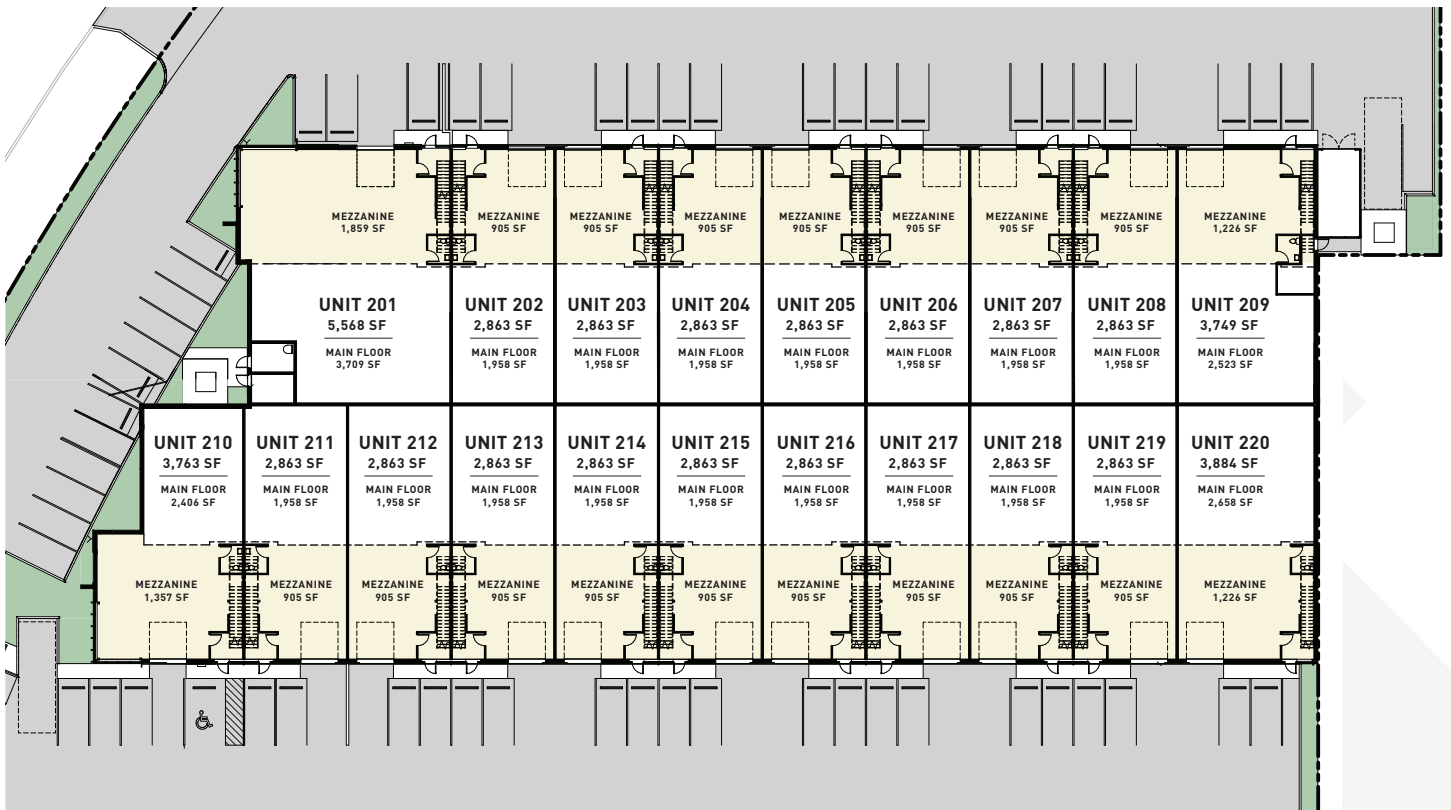 MEZZANINE
1,859 SF
MEZZANINE
905 SF
MEZZANINE
905 SF
MEZZANINE
905 SF
MEZZANINE
905 SF
MEZZANINE
905 SF
MEZZANINE
905 SF
MEZZANINE
905 SF
MEZZANINE
1,226 SF
UNIT 201
5,568 SF
MAIN FLOOR
3,709 SF
UNIT 202
2,863 SF
MAIN FLOOR
1,958 SF
UNIT 203
2,863 SF
MAIN FLOOR
1,958 SF
UNIT 204
2,863 SF
MAIN FLOOR
1,958 SF
UNIT 205
2,863 SF
MAIN FLOOR
1,958 SF
UNIT 206
2,863 SF
MAIN FLOOR
1,958 SF
UNIT 207
2,863 SF
MAIN FLOOR
1,958 SF
UNIT 208
2,863 SF
MAIN FLOOR
1,958 SF
UNIT 209
3,749 SF
MAIN FLOOR
2,523 SF
UNIT 210
3,763 SF
MAIN FLOOR
2,406 SF
UNIT 211
2,863 SF
MAIN FLOOR
1,958 SF
UNIT 212
2,863 SF
MAIN FLOOR
1,958 SF
UNIT 213
2,863 SF
MAIN FLOOR
1,958 SF
UNIT 214
2,863 SF
MAIN FLOOR
1,958 SF
UNIT 215
2,863 SF
MAIN FLOOR
1,958 SF
UNIT 216
2,863 SF
MAIN FLOOR
1,958 SF
UNIT 217
2,863 SF
MAIN FLOOR
1,958 SF
UNIT 218
2,863 SF
MAIN FLOOR
1,958 SF
UNIT 219
2,863 SF
MAIN FLOOR
1,958 SF
UNIT 220
3,884 SF
MAIN FLOOR
2,658 SF
MEZZANINE
1,357 SF
MEZZANINE
905 SF
MEZZANINE
905 SF
MEZZANINE
905 SF
MEZZANINE
905 SF
MEZZANINE
905 SF
MEZZANINE
905 SF
MEZZANINE
905 SF
MEZZANINE
905 SF
MEZZANINE
905 SF
MEZZANINE
1,226 SF